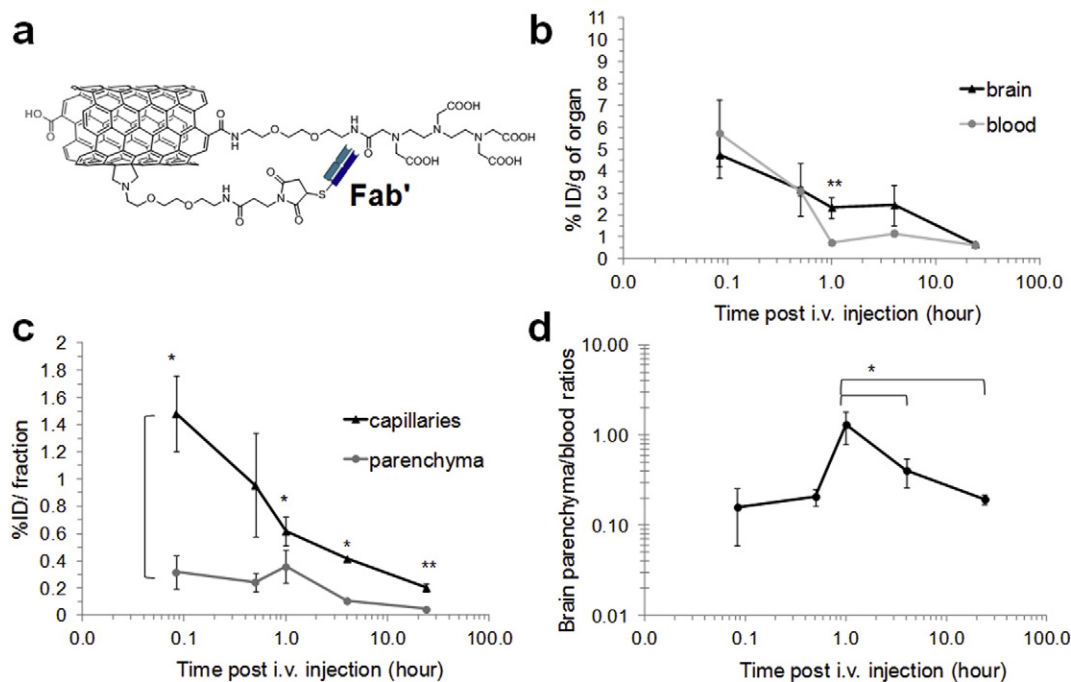 a
HO
O
O
N
H
O
O
H
N
O
N
COOH
N
COOH
N
COOH
COOH
COOH
N
O
O
H
N
O
N
O
O
S
Fab'
b
11
10
9
8
7
6
5
4
3
2
1
0
% ID/g of organ
brain
blood
**
0.0 0.1 1.0 10.0 100.0
Time post i.v. injection (hour)
c
2
1.8
1.6
1.4
1.2
1
0.8
0.6
0.4
0.2
0
%ID/ fraction
*
capillaries
parenchyma
*
*
**
0.0 0.1 1.0 10.0 100.0
Time post i.v. injection (hour)
d
10.00
1.00
0.10
0.01
Brain parenchyma/blood ratios
*
0.0 0.1 1.0 10.0 100.0
Time post i.v. injection (hour)